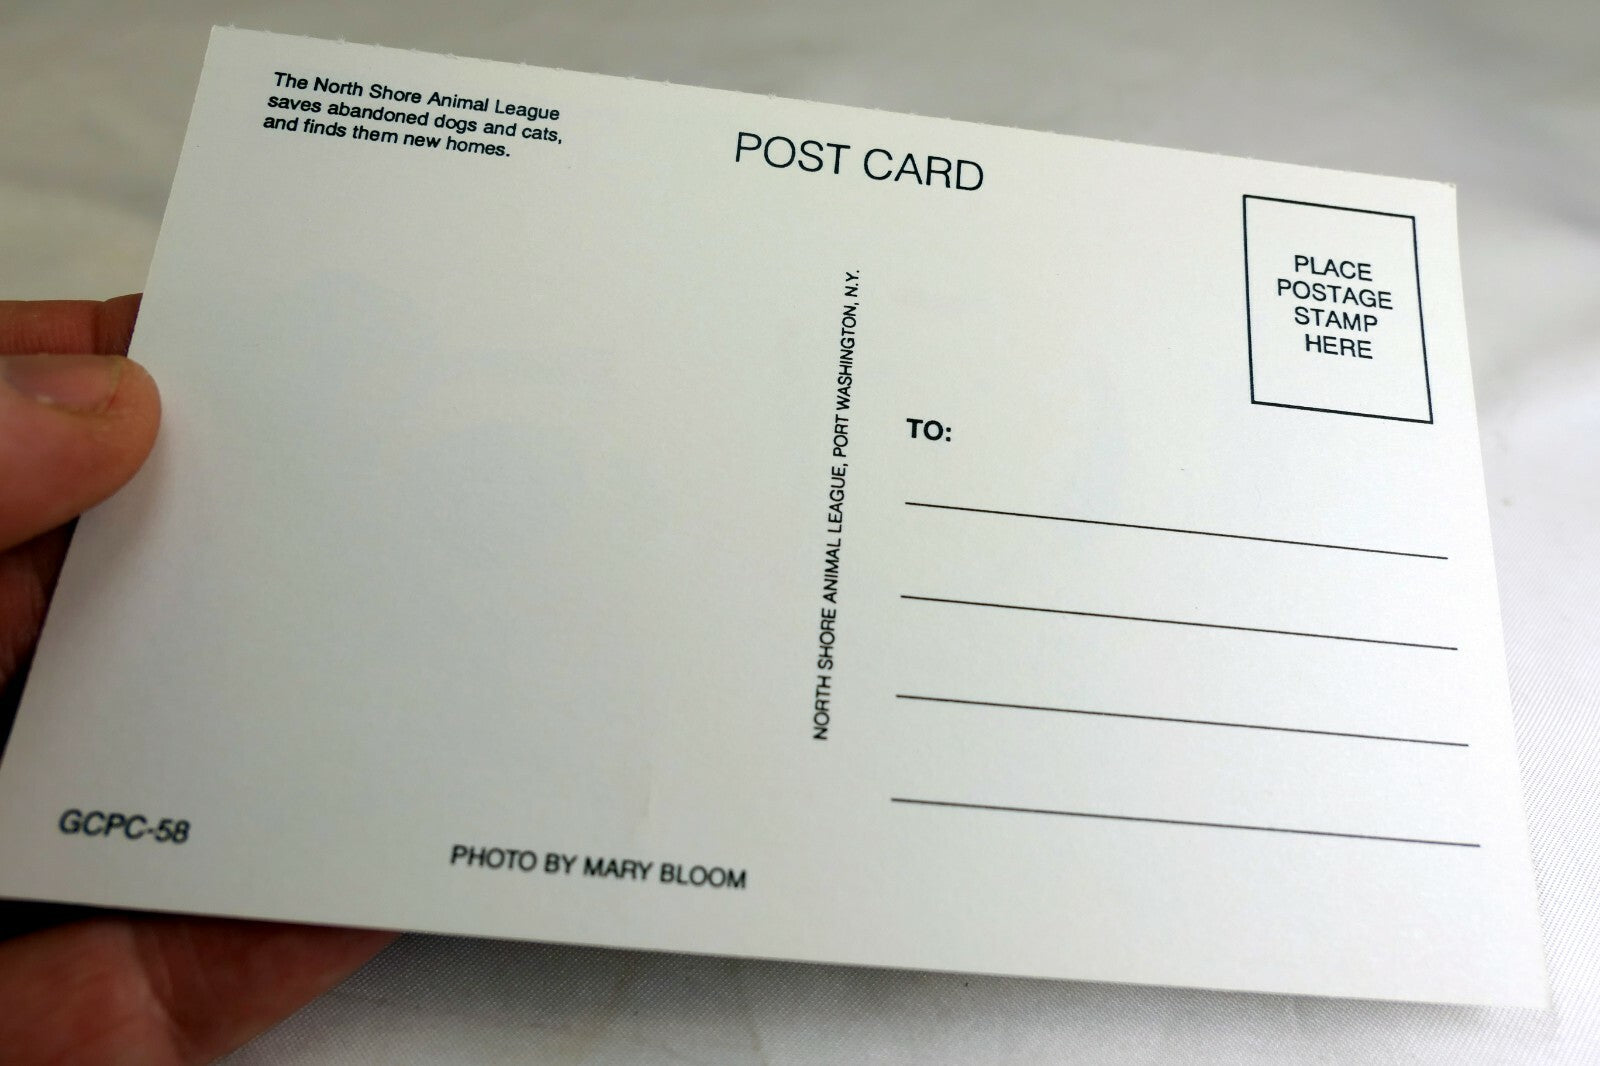 The North Shore Animal League
saves abandoned dogs and cats,
and finds them new homes.
POST CARD
PLACE
POSTAGE
STAMP
HERE
NORTH SHORE ANIMAL LEAGUE, PORT WASHINGTON, N.Y.
TO:
GCPC-58
PHOTO BY MARY BLOOM